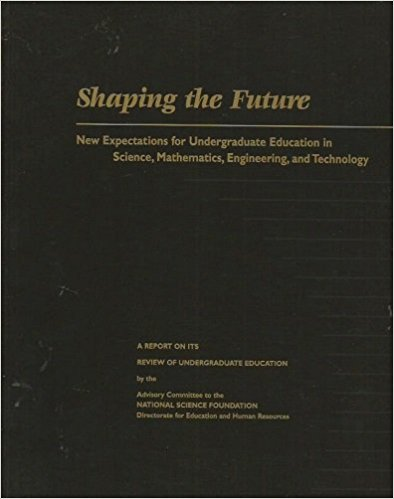 Shaping the Future
New Expectations for Undergraduate Education in
Science, Mathematics, Engineering, and Technology
A REPORT ON ITS
REVIEW OF UNDERGRADUATE EDUCATION
by the
Advisory Committee to the
NATIONAL SCIENCE FOUNDATION
Directorate for Education and Human Resources